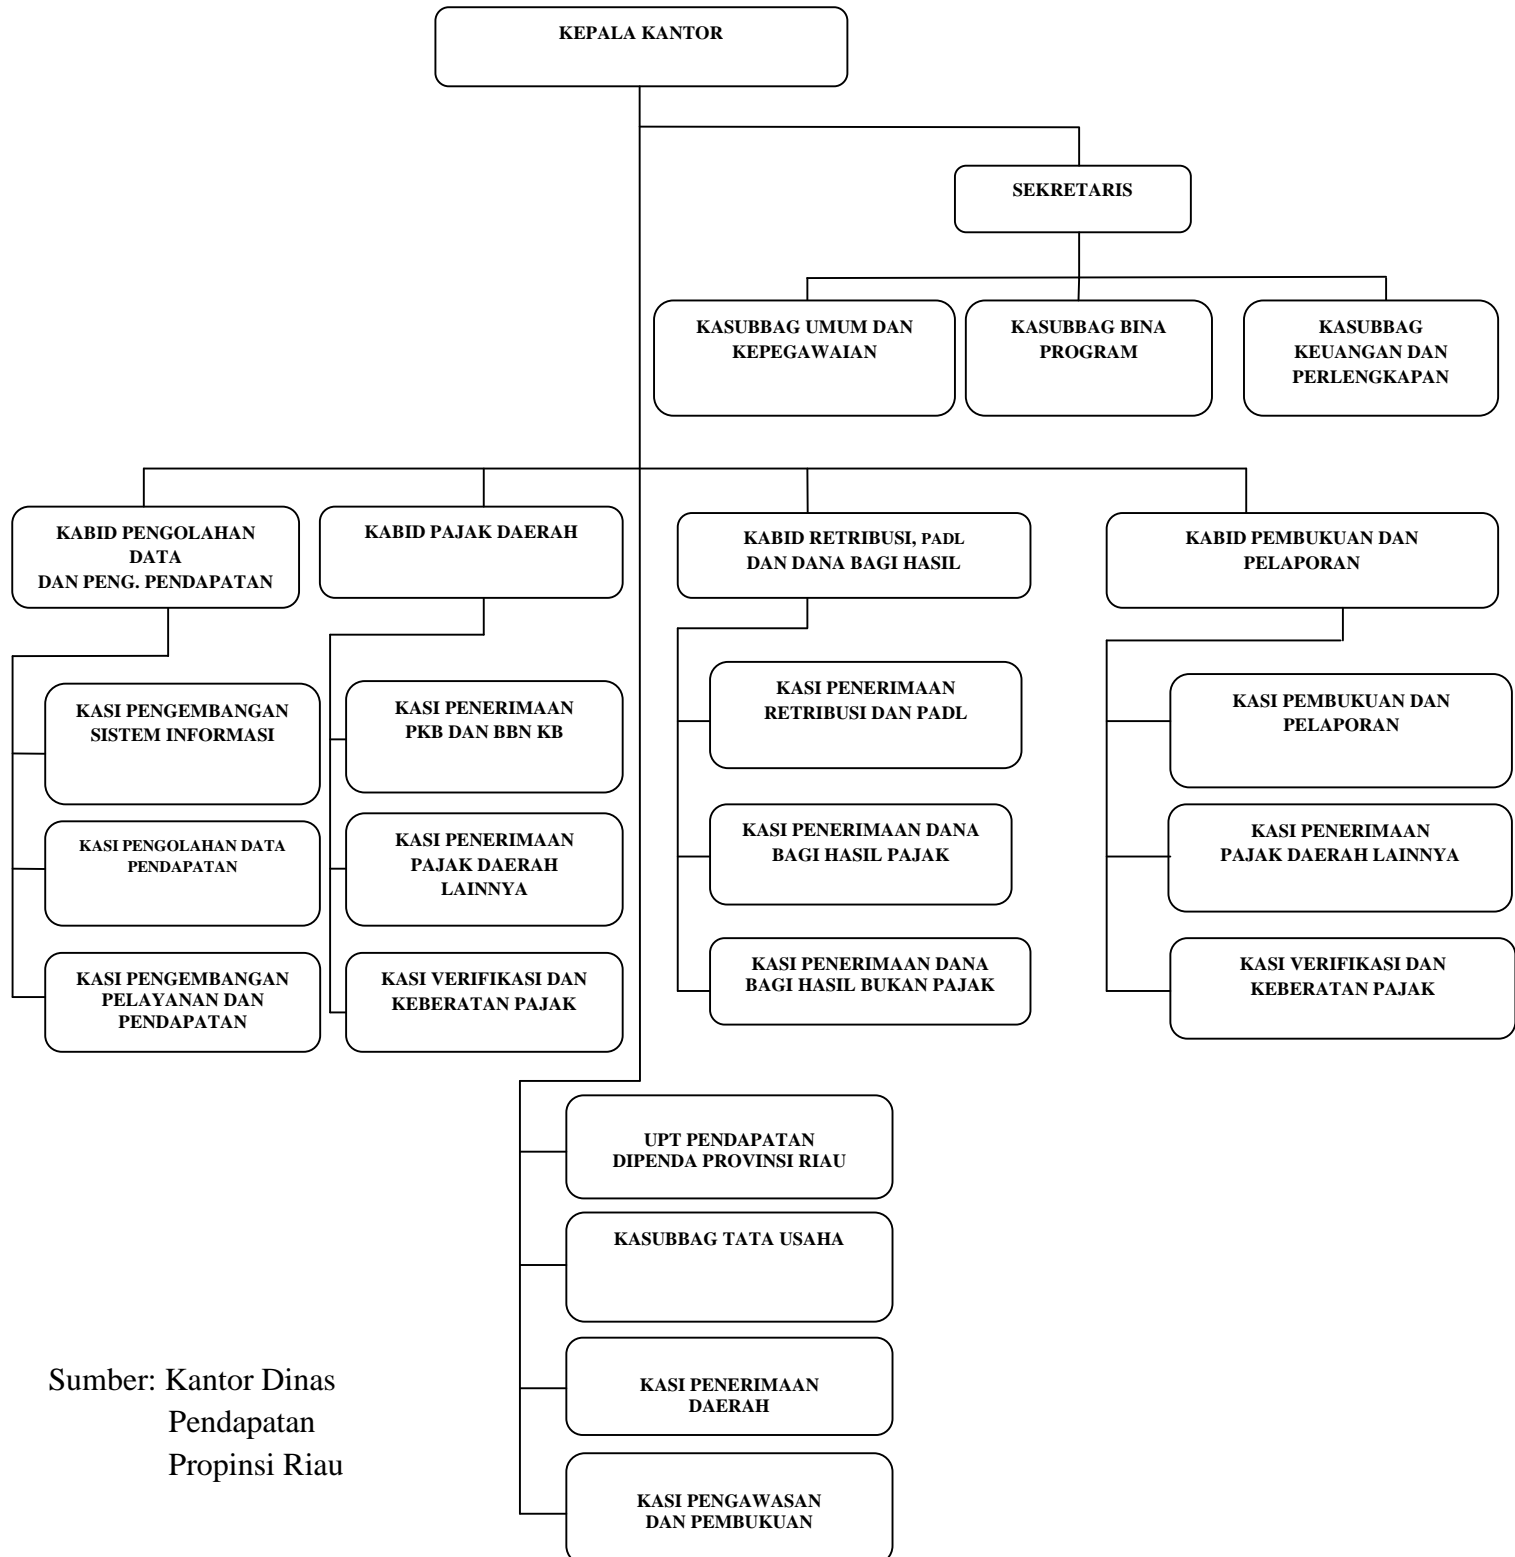 KEPALA KANTOR
SEKRETARIS
KASUBBAG UMUM DAN
KEPEGAWAIAN
KASUBBAG BINA
PROGRAM
KASUBBAG
KEUANGAN DAN
PERLENGKAPAN
KABID PENGOLAHAN
DATA
DAN PENG. PENDAPATAN
KABID PAJAK DAERAH
KABID RETRIBUSI, PADL
DAN DANA BAGI HASIL
KABID PEMBUKUAN DAN
PELAPORAN
KASI PENGEMBANGAN
SISTEM INFORMASI
KASI PENGOLAHAN DATA
PENDAPATAN
KASI PENGEMBANGAN
PELAYANAN DAN
PENDAPATAN
KASI PENERIMAAN
PKB DAN BBN KB
KASI PENERIMAAN
PAJAK DAERAH
LAINNYA
KASI VERIFIKASI DAN
KEBERATAN PAJAK
KASI PENERIMAAN
RETRIBUSI DAN PADL
KASI PENERIMAAN DANA
BAGI HASIL PAJAK
KASI PENERIMAAN DANA
BAGI HASIL BUKAN PAJAK
KASI PEMBUKUAN DAN
PELAPORAN
KASI PENERIMAAN
PAJAK DAERAH LAINNYA
KASI VERIFIKASI DAN
KEBERATAN PAJAK
UPT PENDAPATAN
DIPENDA PROVINSI RIAU
KASUBBAG TATA USAHA
KASI PENERIMAAN
DAERAH
KASI PENGAWASAN
DAN PEMBUKUAN
Sumber: Kantor Dinas
Pendapatan
Propinsi Riau